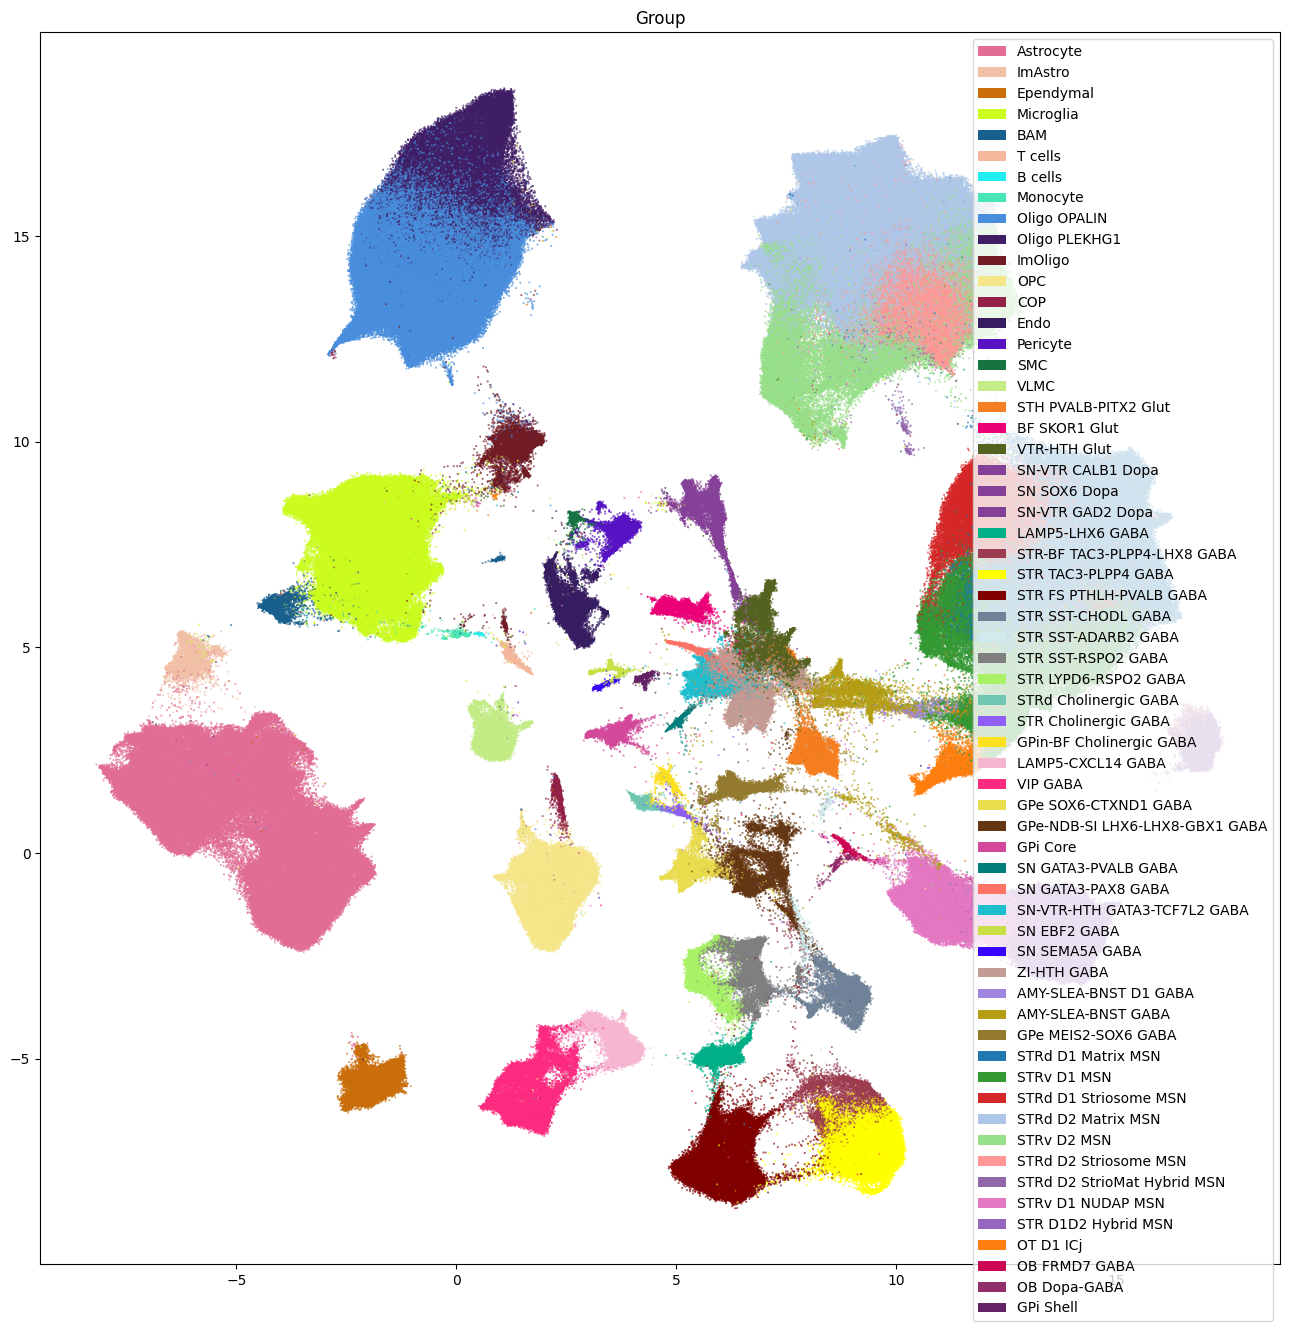 Group
Astrocyte
ImAstro
Ependymal
Microglia
BAM
T cells
B cells
Monocyte
Oligo OPALIN
Oligo PLEKHG1
ImOligo
OPC
COP
Endo
Pericyte
SMC
VLMC
STH PVALB-PITX2 Glut
BF SKOR1 Glut
VTR-HTH Glut
SN-VTR CALB1 Dopa
SN SOX6 Dopa
SN-VTR GAD2 Dopa
LAMP5-LHX6 GABA
STR-BF TAC3-PLPP4-LHX8 GABA
STR TAC3-PLPP4 GABA
STR FS PTHLH-PVALB GABA
STR SST-CHODL GABA
STR SST-ADARB2 GABA
STR SST-RSPO2 GABA
STR LYPD6-RSPO2 GABA
STRd Cholinergic GABA
STR Cholinergic GABA
GPin-BF Cholinergic GABA
LAMP5-CXCL14 GABA
VIP GABA
GPe SOX6-CTXND1 GABA
GPe-NDB-SI LHX6-LHX8-GBX1 GABA
GPi Core
SN GATA3-PVALB GABA
SN GATA3-PAX8 GABA
SN-VTR-HTH GATA3-TCF7L2 GABA
SN EBF2 GABA
SN SEMA5A GABA
ZI-HTH GABA
AMY-SLEA-BNST D1 GABA
AMY-SLEA-BNST GABA
GPe MEIS2-SOX6 GABA
STRd D1 Matrix MSN
STRv D1 MSN
STRd D1 Striosome MSN
STRd D2 Matrix MSN
STRv D2 MSN
STRd D2 Striosome MSN
STRd D2 StrioMat Hybrid MSN
STRv D1 NUDAP MSN
STR D1D2 Hybrid MSN
OT D1 ICj
OB FRMD7 GABA
OB Dopa-GABA
GPi Shell
15
10
5
0
−5
−5
0
5
10
15